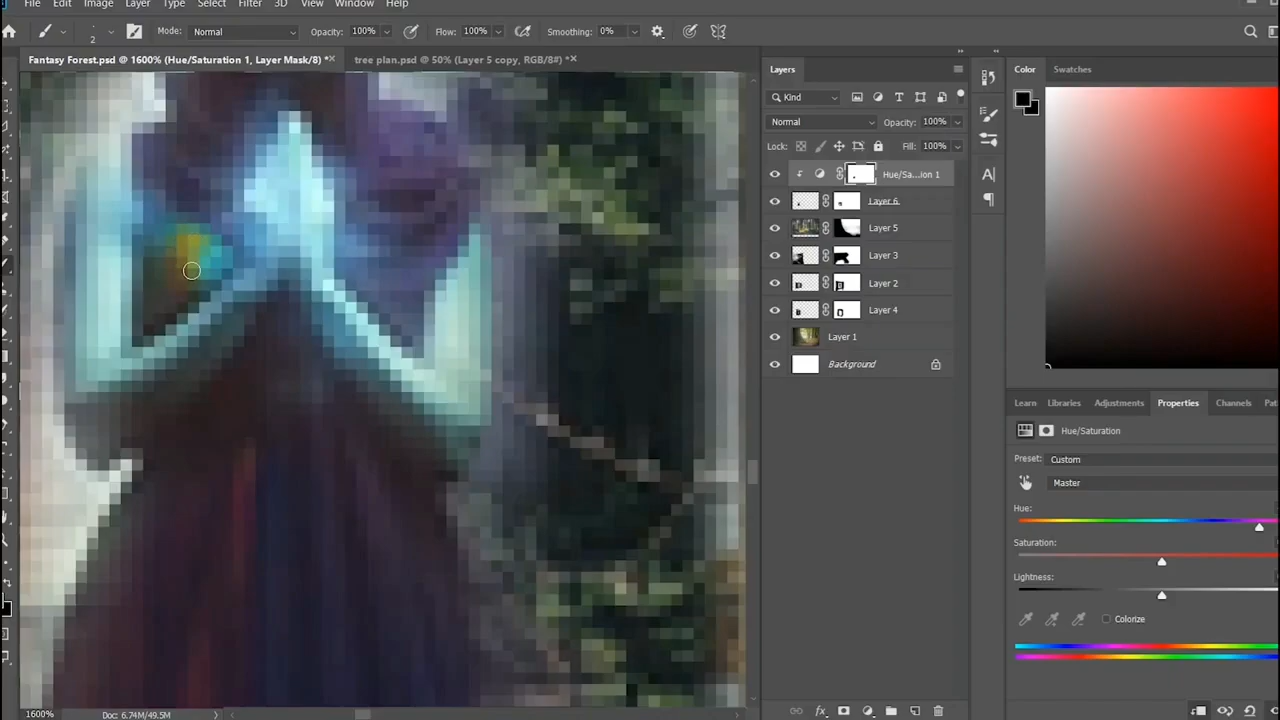 File Edit Image Layer Type Select Filter 3D View Window Help
2 Mode: Normal Opacity: 100% Flow: 100% Smoothing: 0%
Fantasy Forest.psd @ 1600% (Hue/Saturation 1, Layer Mask/8) * × tree plan.psd @ 50% (Layer 5 copy, RGB/8#) * ×
Layers
Kind
Normal Opacity: 100%
Lock: Fill: 100%
Hue/Sa...ion 1
Layer 6
Layer 5
Layer 3
Layer 2
Layer 4
Layer 1
Background
Color Swatches
Learn Libraries Adjustments Properties Channels Pat
Hue/Saturation
Preset: Custom
Master
Hue:
Saturation:
Lightness:
Colorize
1600% Doc: 6.74M/49.5M